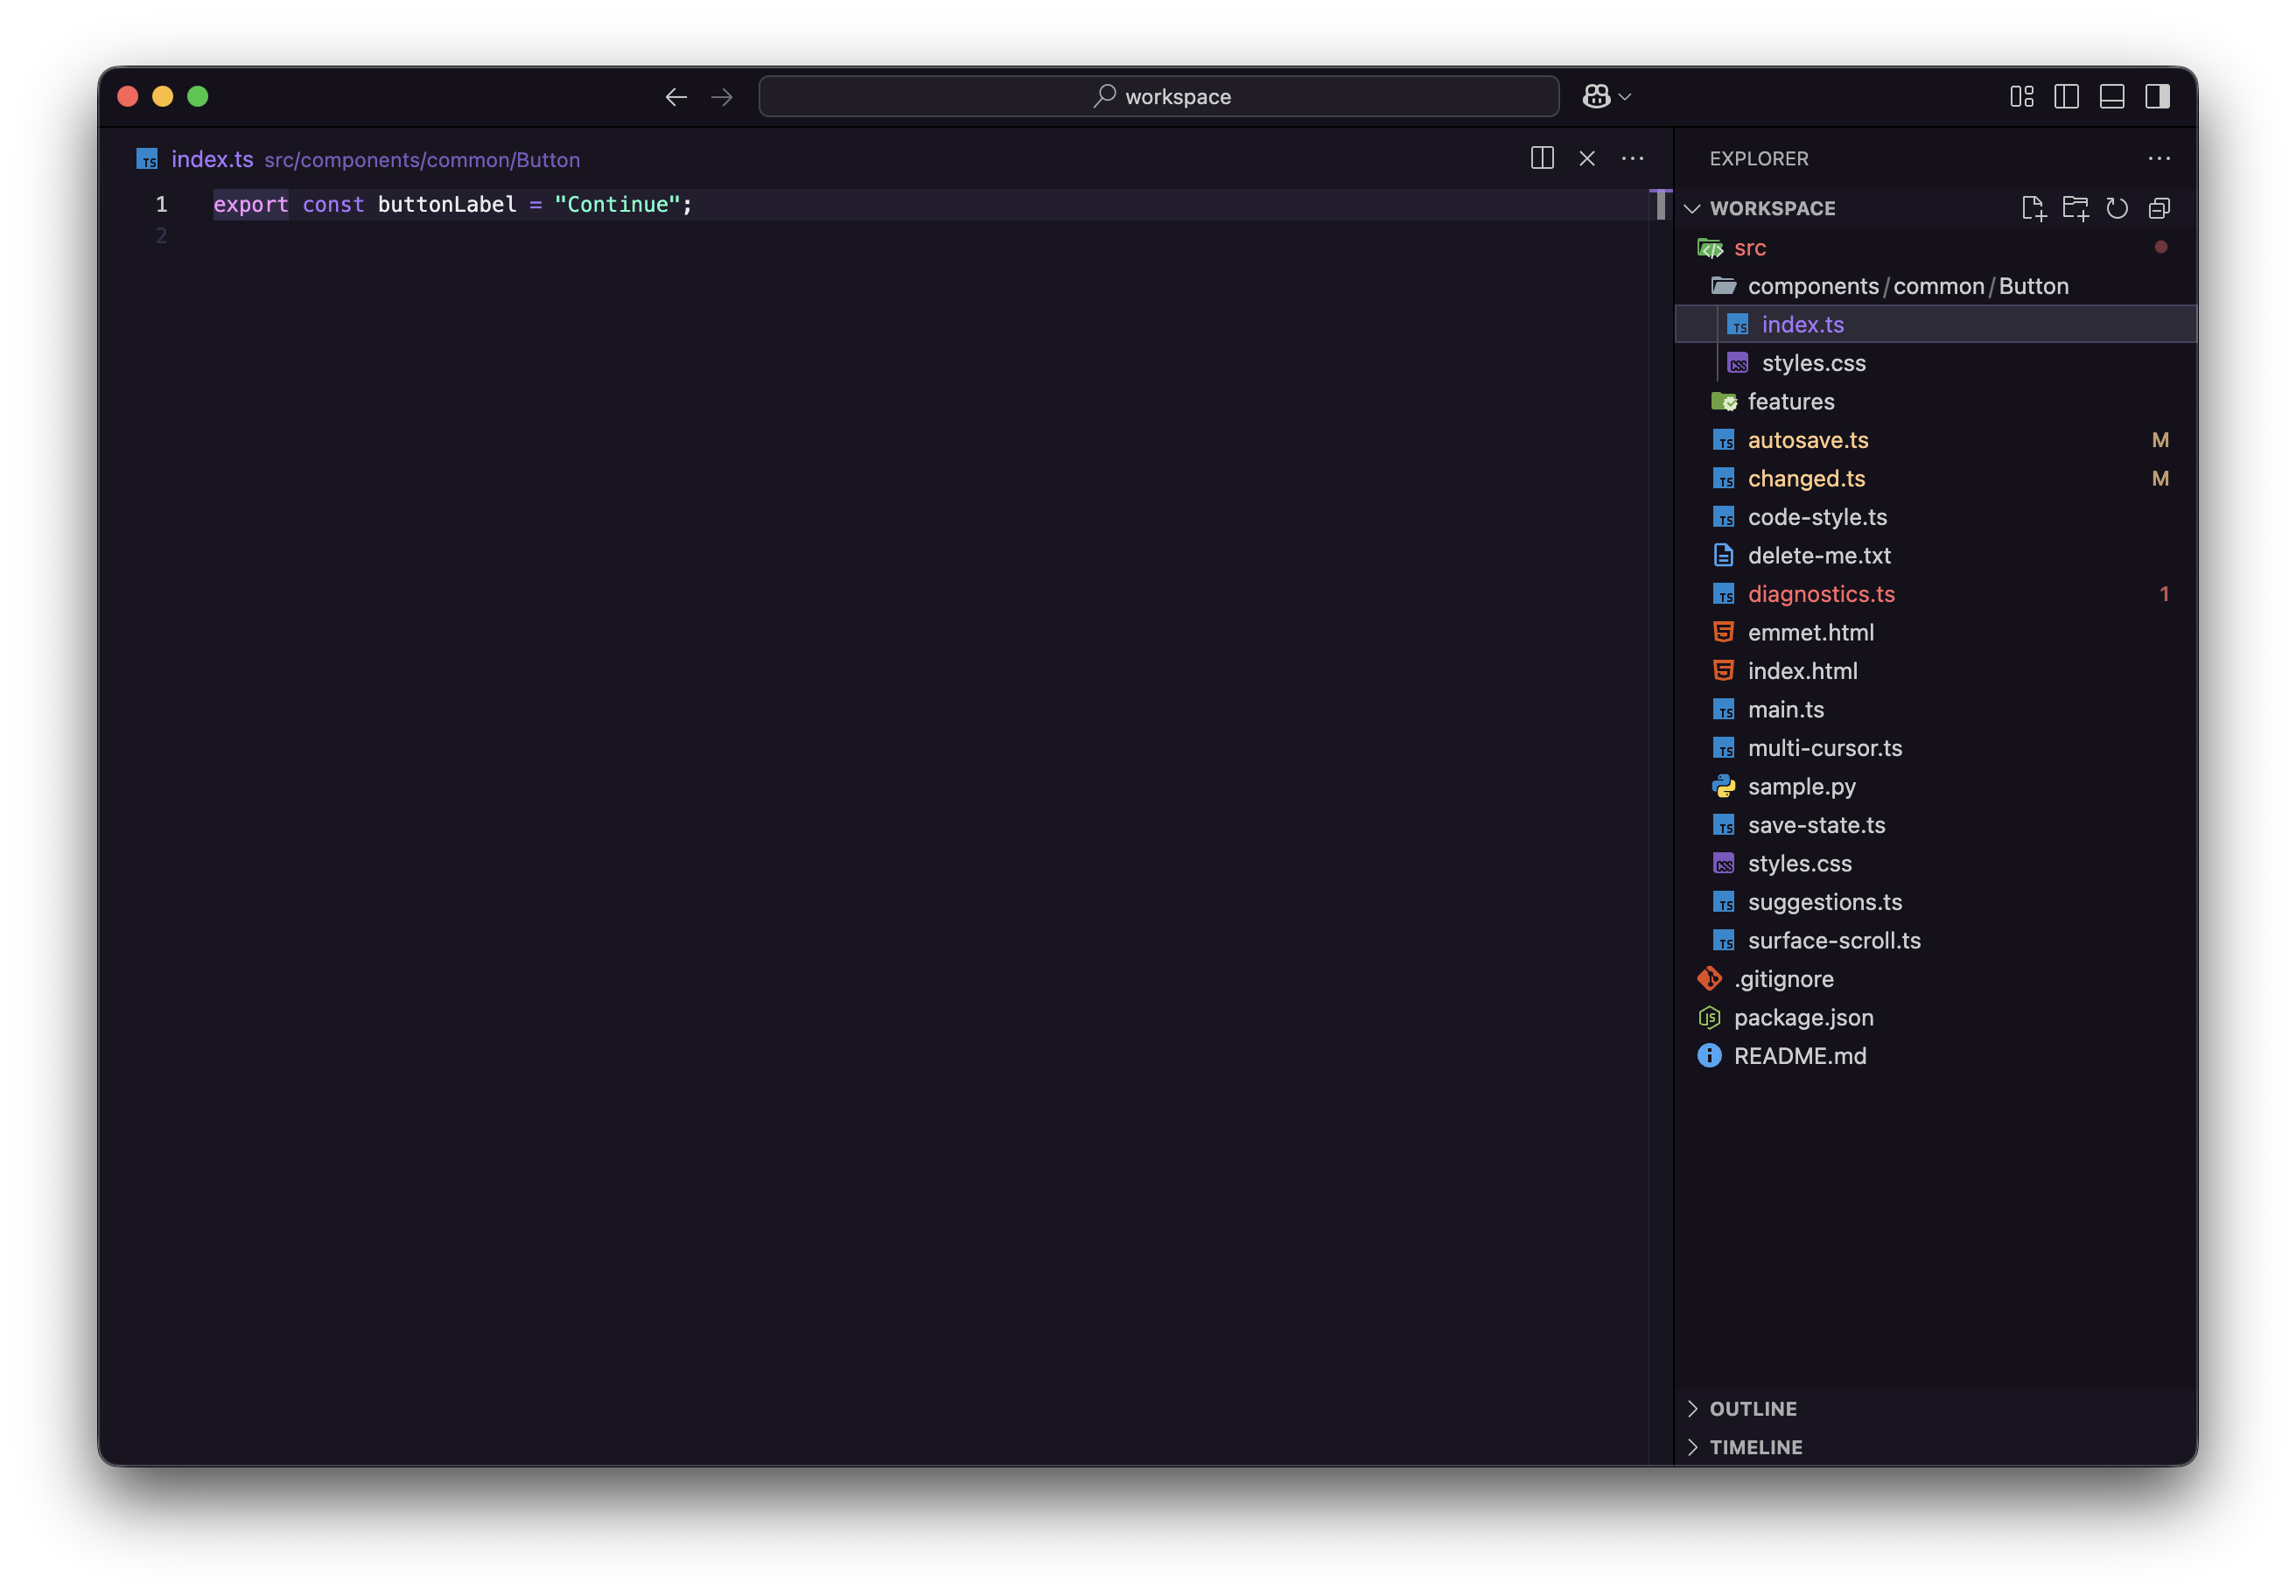 workspace
index.ts src/components/common/Button
1 export const buttonLabel = "Continue";
2
EXPLORER
WORKSPACE
src
components/common/Button
index.ts
styles.css
features
autosave.ts M
changed.ts M
code-style.ts
delete-me.txt
diagnostics.ts 1
emmet.html
index.html
main.ts
multi-cursor.ts
sample.py
save-state.ts
styles.css
suggestions.ts
surface-scroll.ts
.gitignore
package.json
README.md
OUTLINE
TIMELINE